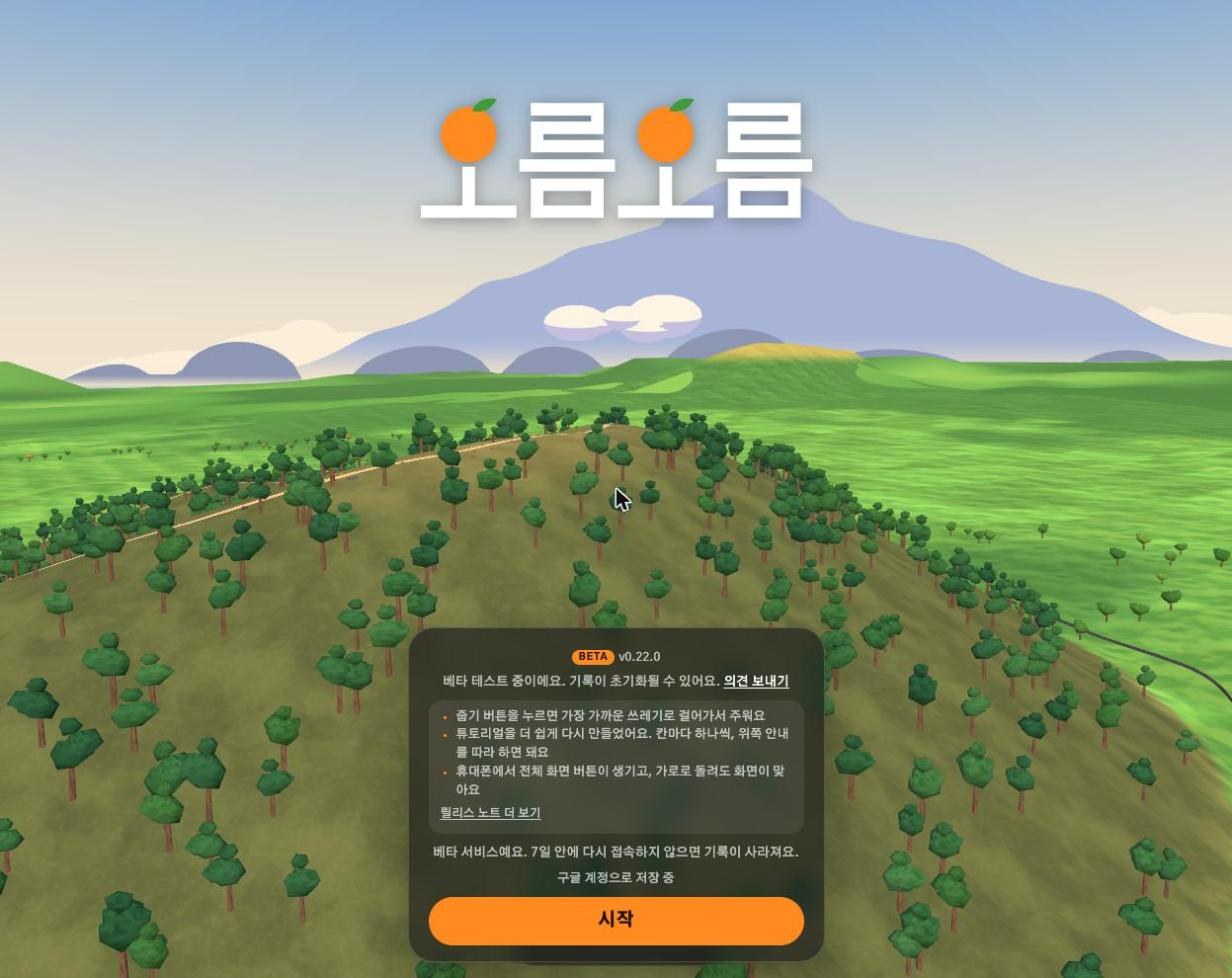 오름오름
BETA v0.22.0
베타 테스트 중이에요. 기록이 초기화될 수 있어요. 의견 보내기
줍기 버튼을 누르면 가장 가까운 쓰레기로 걸어가서 주워요
튜토리얼을 더 쉽게 다시 만들었어요. 칸마다 하나씩, 위쪽 안내
를 따라 하면 돼요
휴대폰에서 전체 화면 버튼이 생기고, 가로로 돌려도 화면이 맞
아요
릴리스 노트 더 보기
베타 서비스예요. 7일 안에 다시 접속하지 않으면 기록이 사라져요.
구글 계정으로 저장 중
시작